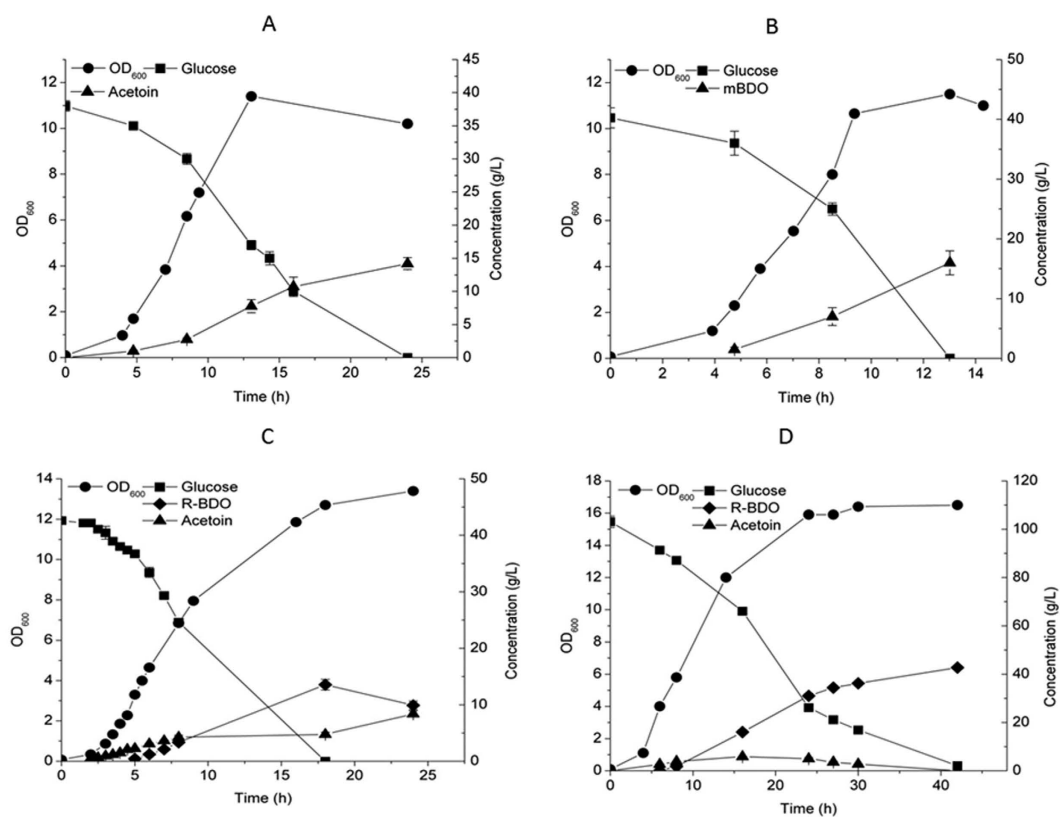 A
OD600 Glucose
Acetoin
OD600
12
10
8
6
4
2
0
45
40
35
30
25
20
15
10
5
0
Concentration (g/L)
0 5 10 15 20 25
Time (h)
B
OD600 Glucose
mBDO
OD600
12
10
8
6
4
2
0
50
40
30
20
10
0
Concentration (g/L)
0 2 4 6 8 10 12 14
Time (h)
C
OD600 Glucose
R-BDO
Acetoin
OD600
14
12
10
8
6
4
2
0
50
40
30
20
10
0
Concentration (g/L)
0 5 10 15 20 25
Time (h)
D
OD600 Glucose
R-BDO
Acetoin
OD600
18
16
14
12
10
8
6
4
2
0
120
100
80
60
40
20
0
Concentration (g/L)
0 10 20 30 40
Time (h)